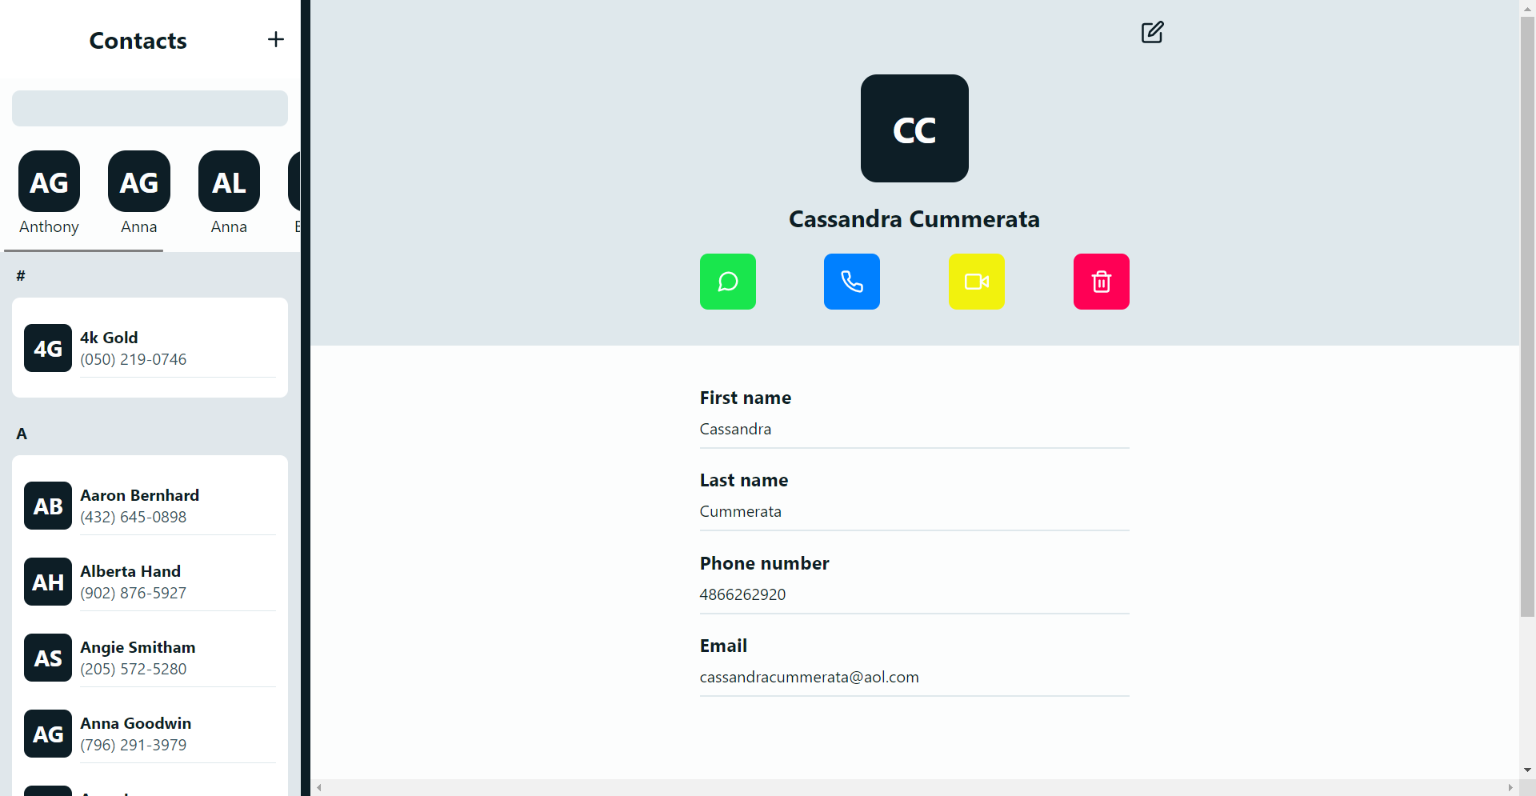 Contacts
AG
AG
AL
Anthony
Anna
Anna
#
4G
4k Gold
(050) 219-0746
A
AB
Aaron Bernhard
(432) 645-0898
AH
Alberta Hand
(902) 876-5927
AS
Angie Smitham
(205) 572-5280
AG
Anna Goodwin
(796) 291-3979
CC
Cassandra Cummerata
First name
Cassandra
Last name
Cummerata
Phone number
4866262920
Email
cassandracummerata@aol.com